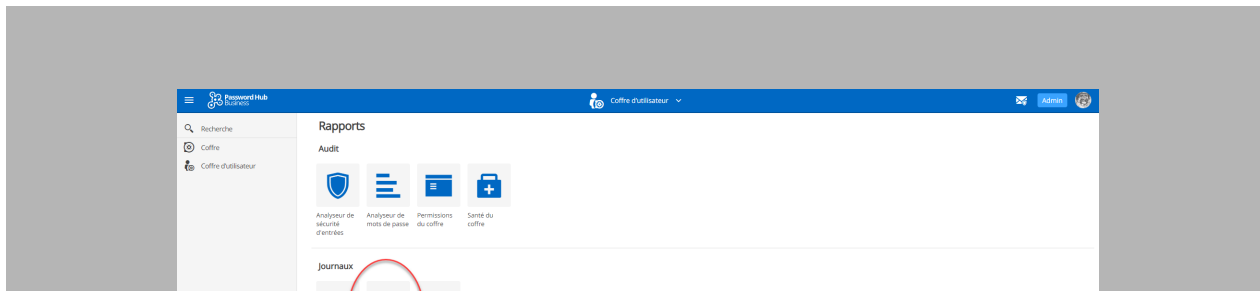 Password Hub
Business
Coffre d'utilisateur
Admin
Recherche
Coffre
Coffre d'utilisateur
Rapports
Audit
Analyseur de
sécurité
d'entrées
Analyseur de
mots de passe
Permissions
du coffre
Santé du
coffre
Journaux